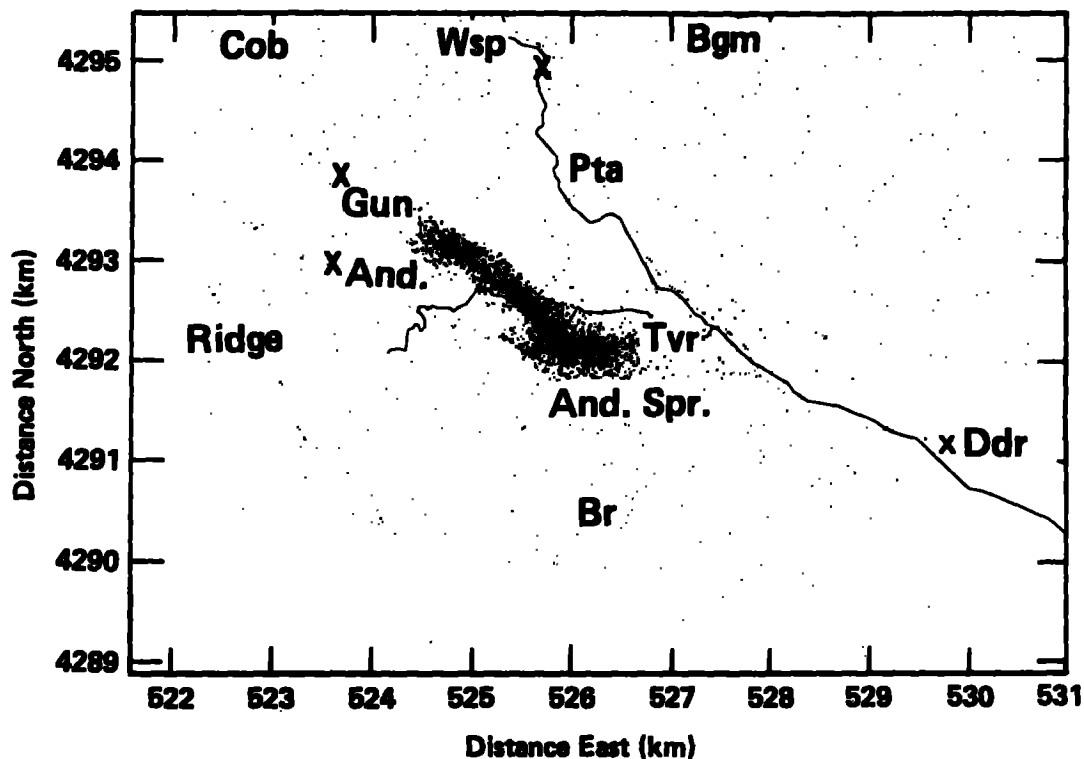 Cob Wsp Bgm
4295
X
4294
Pta
X
Gun
4293
X And.
Ridge
Tvr
4292
And. Spr.
4291
X Ddr
Br
4290
4289
522 523 524 525 526 527 528 529 530 531
Distance East (km)
Distance North (km)